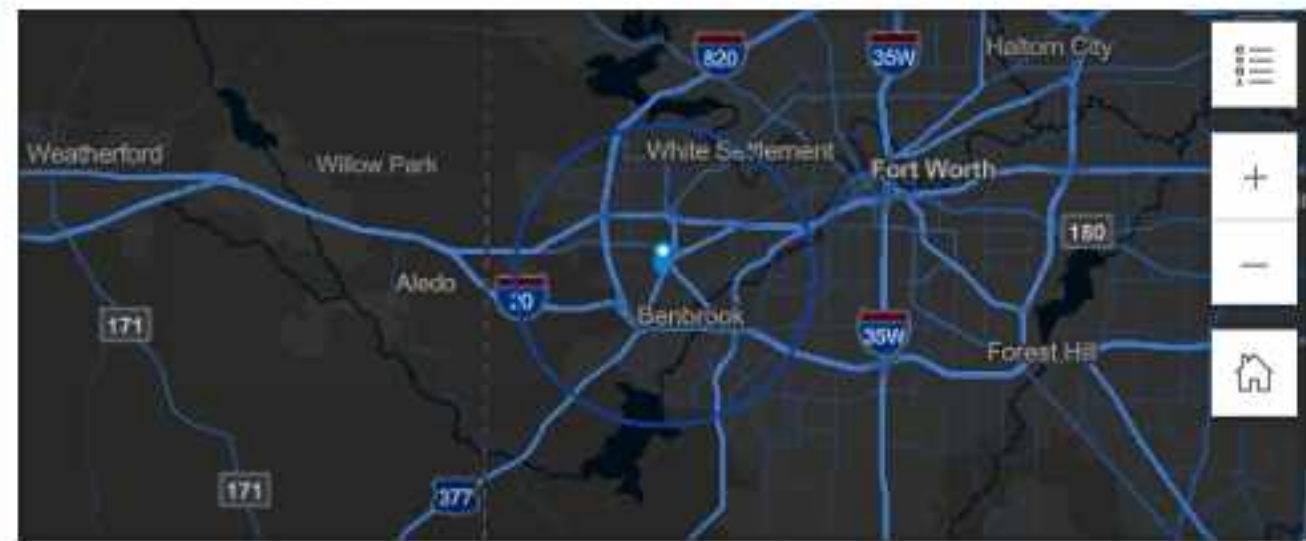 820
35W
Haltom City
Weatherford
Willow Park
White Settlement
Fort Worth
180
Aledo
20
171
Benbrook
35W
Forest Hill
171
377